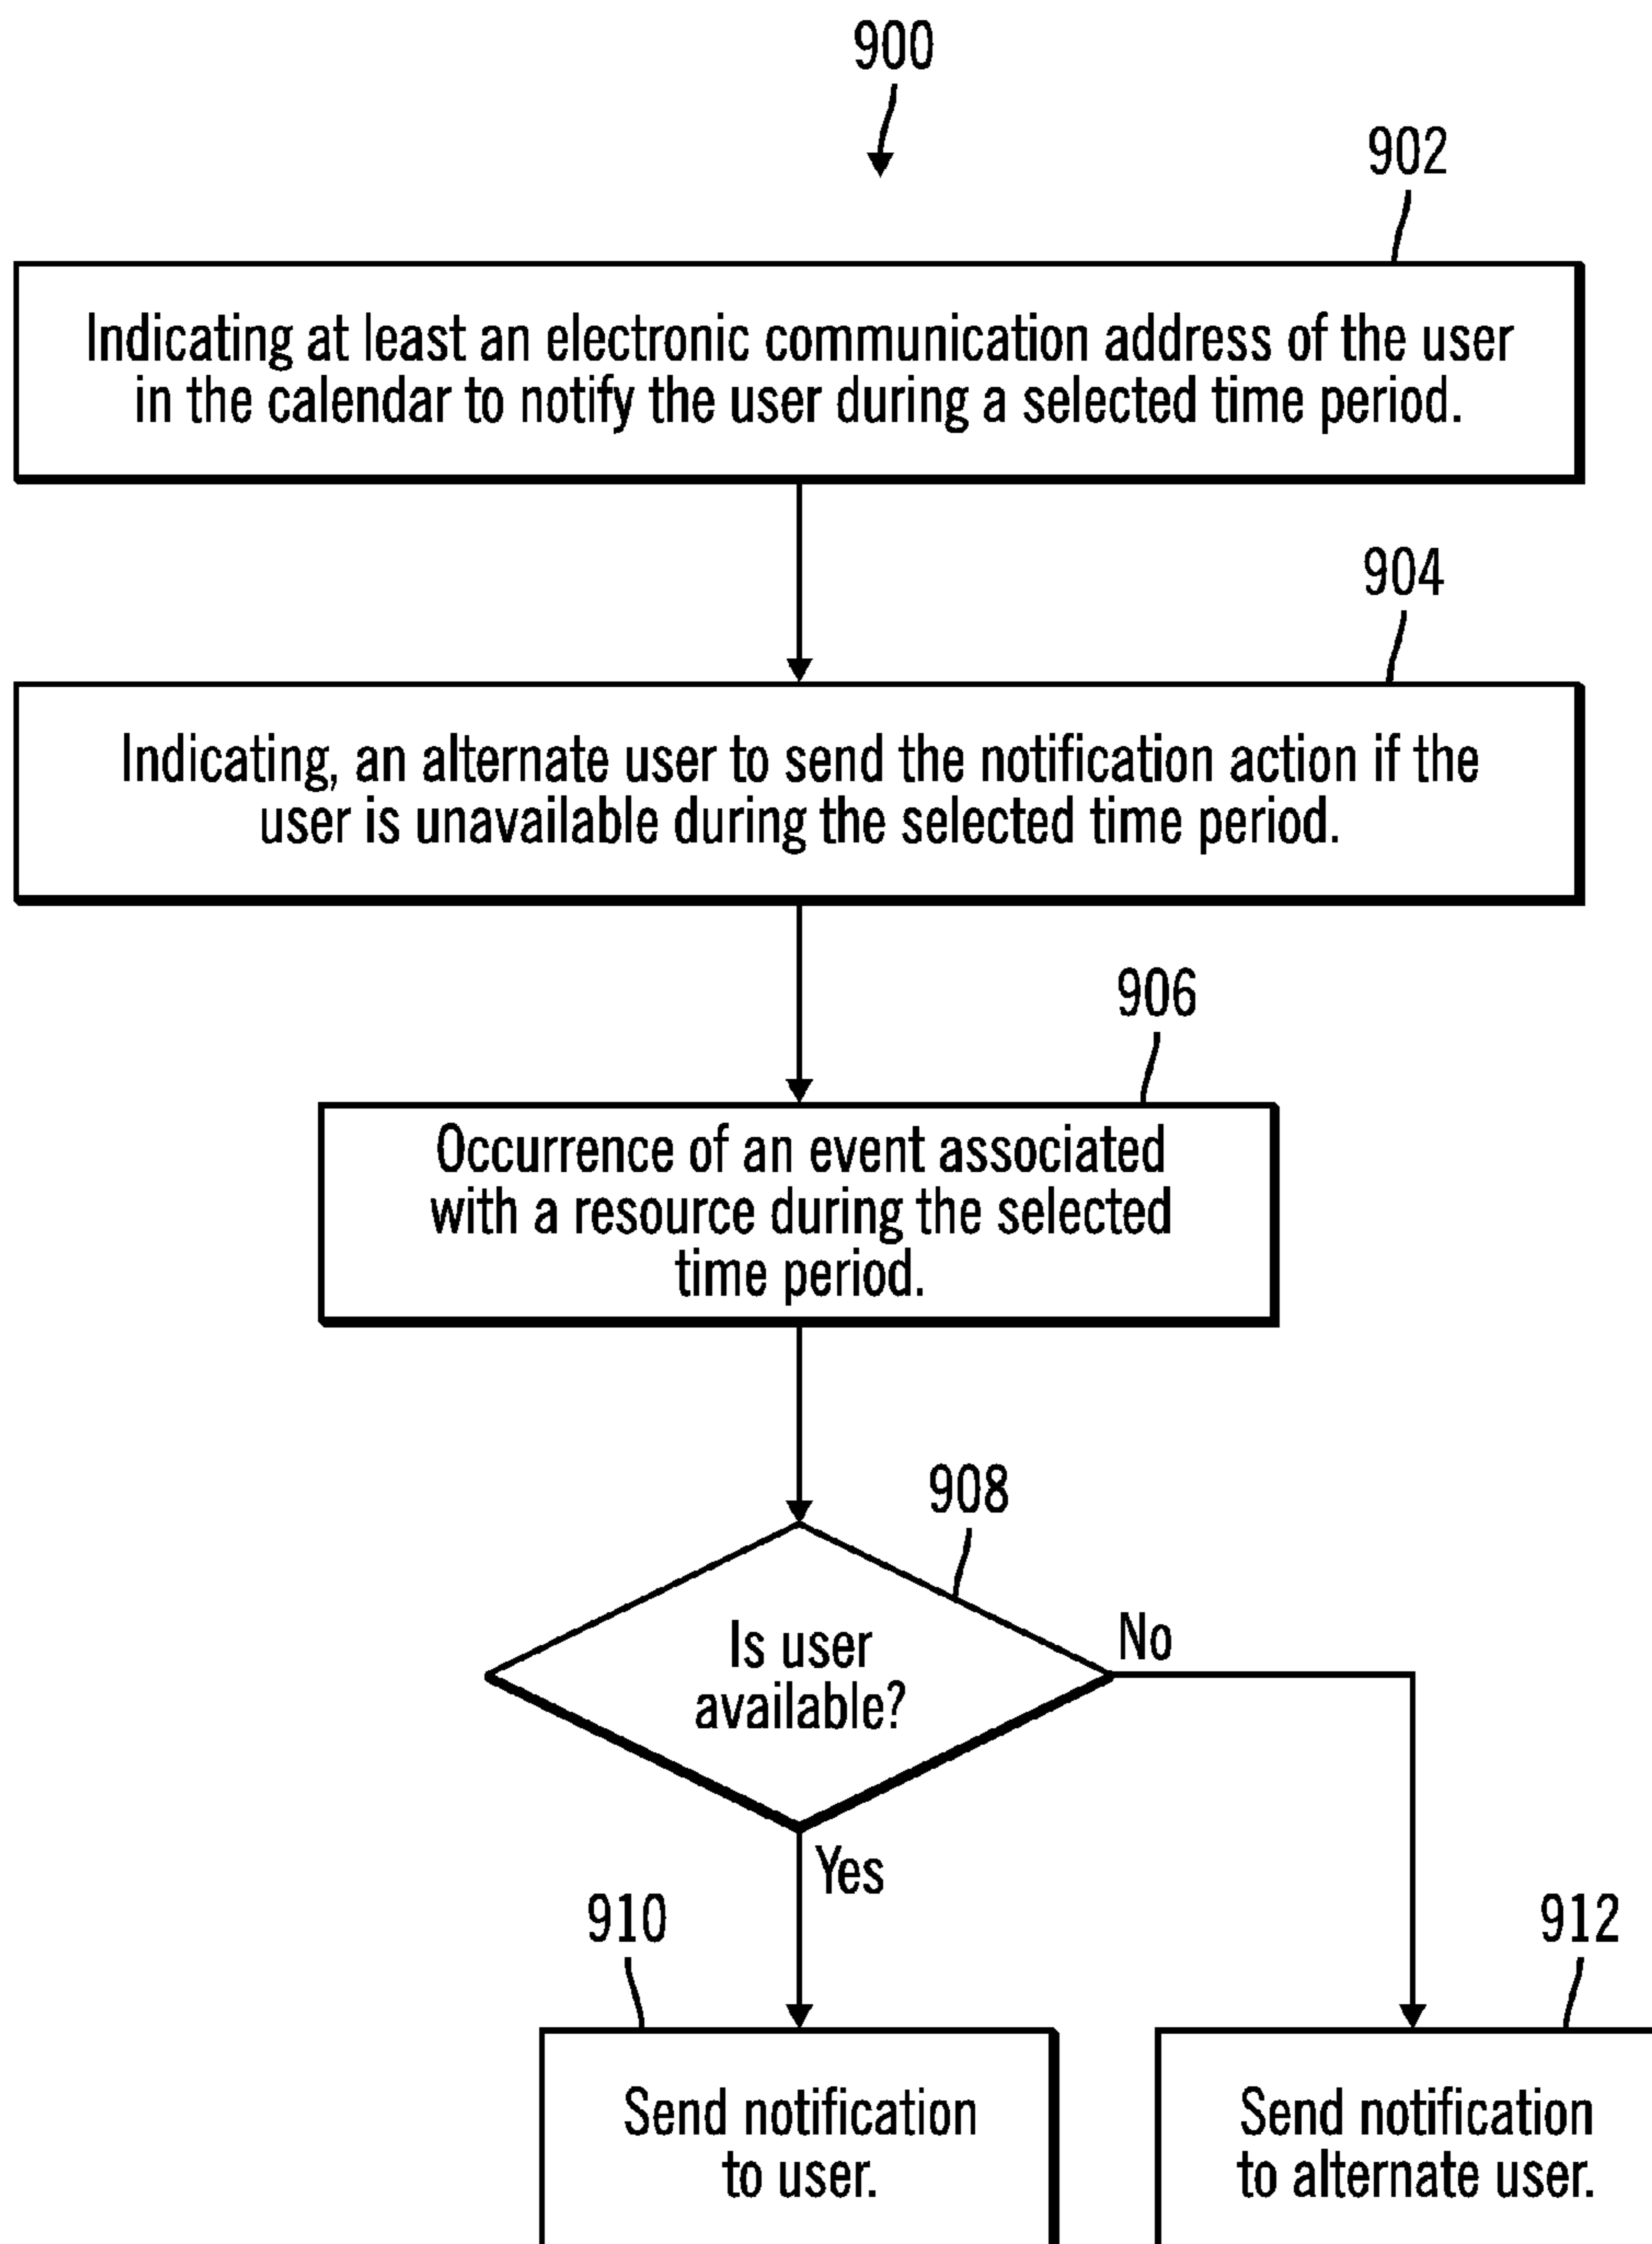 900
902
Indicating at least an electronic communication address of the user
in the calendar to notify the user during a selected time period.
904
Indicating, an alternate user to send the notification action if the
user is unavailable during the selected time period.
906
Occurrence of an event associated
with a resource during the selected
time period.
908
Is user
available?
No
Yes
910
912
Send notification
to user.
Send notification
to alternate user.